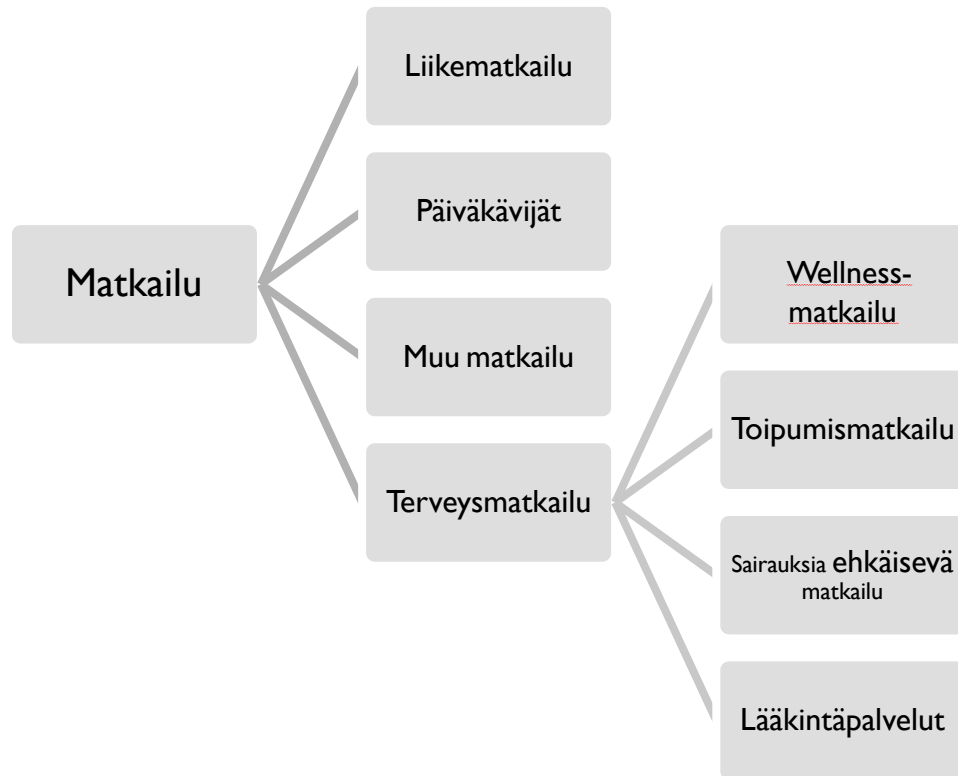 Matkailu
Liikematkailu
Päiväkävijät
Muu matkailu
Terveysmatkailu
Wellness-
matkailu
Toipumismatkailu
Sairauksia ehkäisevä
matkailu
Lääkintäpalvelut